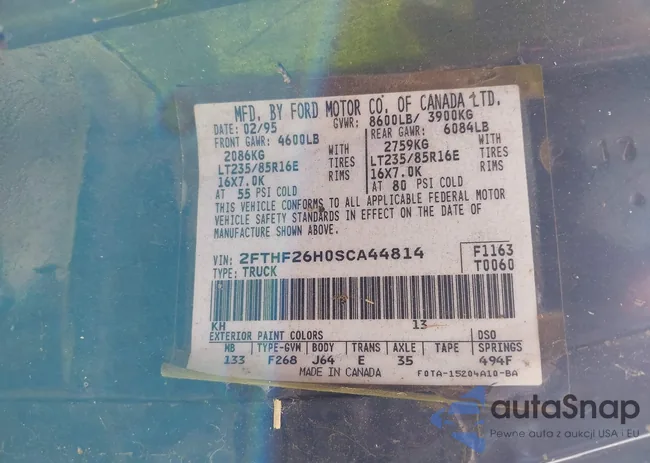 MFD. BY FORD MOTOR CO. OF CANADA LTD.
DATE: 02/95 GVWR: 8600LB/ 3900KG
FRONT GAWR: 4600LB REAR GAWR: 6084LB
2086KG WITH 2759KG WITH
LT235/85R16E TIRES LT235/85R16E TIRES
16X7.0K RIMS 16X7.0K RIMS
AT 55 PSI COLD AT 80 PSI COLD
THIS VEHICLE CONFORMS TO ALL APPLICABLE FEDERAL MOTOR
VEHICLE SAFETY STANDARDS IN EFFECT ON THE DATE OF
MANUFACTURE SHOWN ABOVE.
VIN: 2FTHF26H0SCA44814 F1163
TYPE: TRUCK T0060
KH 13
EXTERIOR PAINT COLORS DSO
WB TYPE-GVW BODY TRANS AXLE TAPE SPRINGS
133 F268 J64 E 35 494F
MADE IN CANADA F0TA-15204A10-BA
autaSnap
Pewne auta z aukcji USA i EU